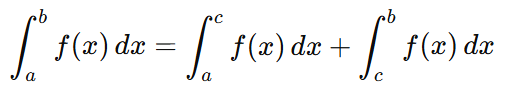 ∫_a^b f(x) dx = ∫_a^c f(x) dx + ∫_c^b f(x) dx